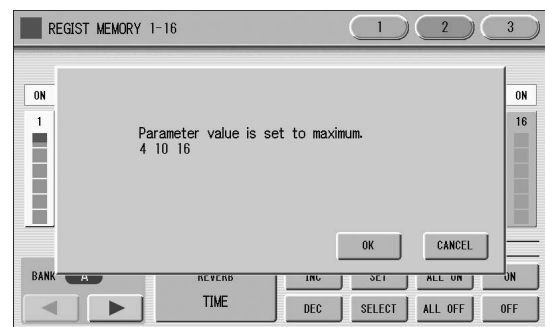 REGIST MEMORY 1-16
1 2 3
ON ON
1 16
Parameter value is set to maximum.
4 10 16
OK CANCEL
BANK A REVERB INC SET ALL ON ON
TIME DEC SELECT ALL OFF OFF